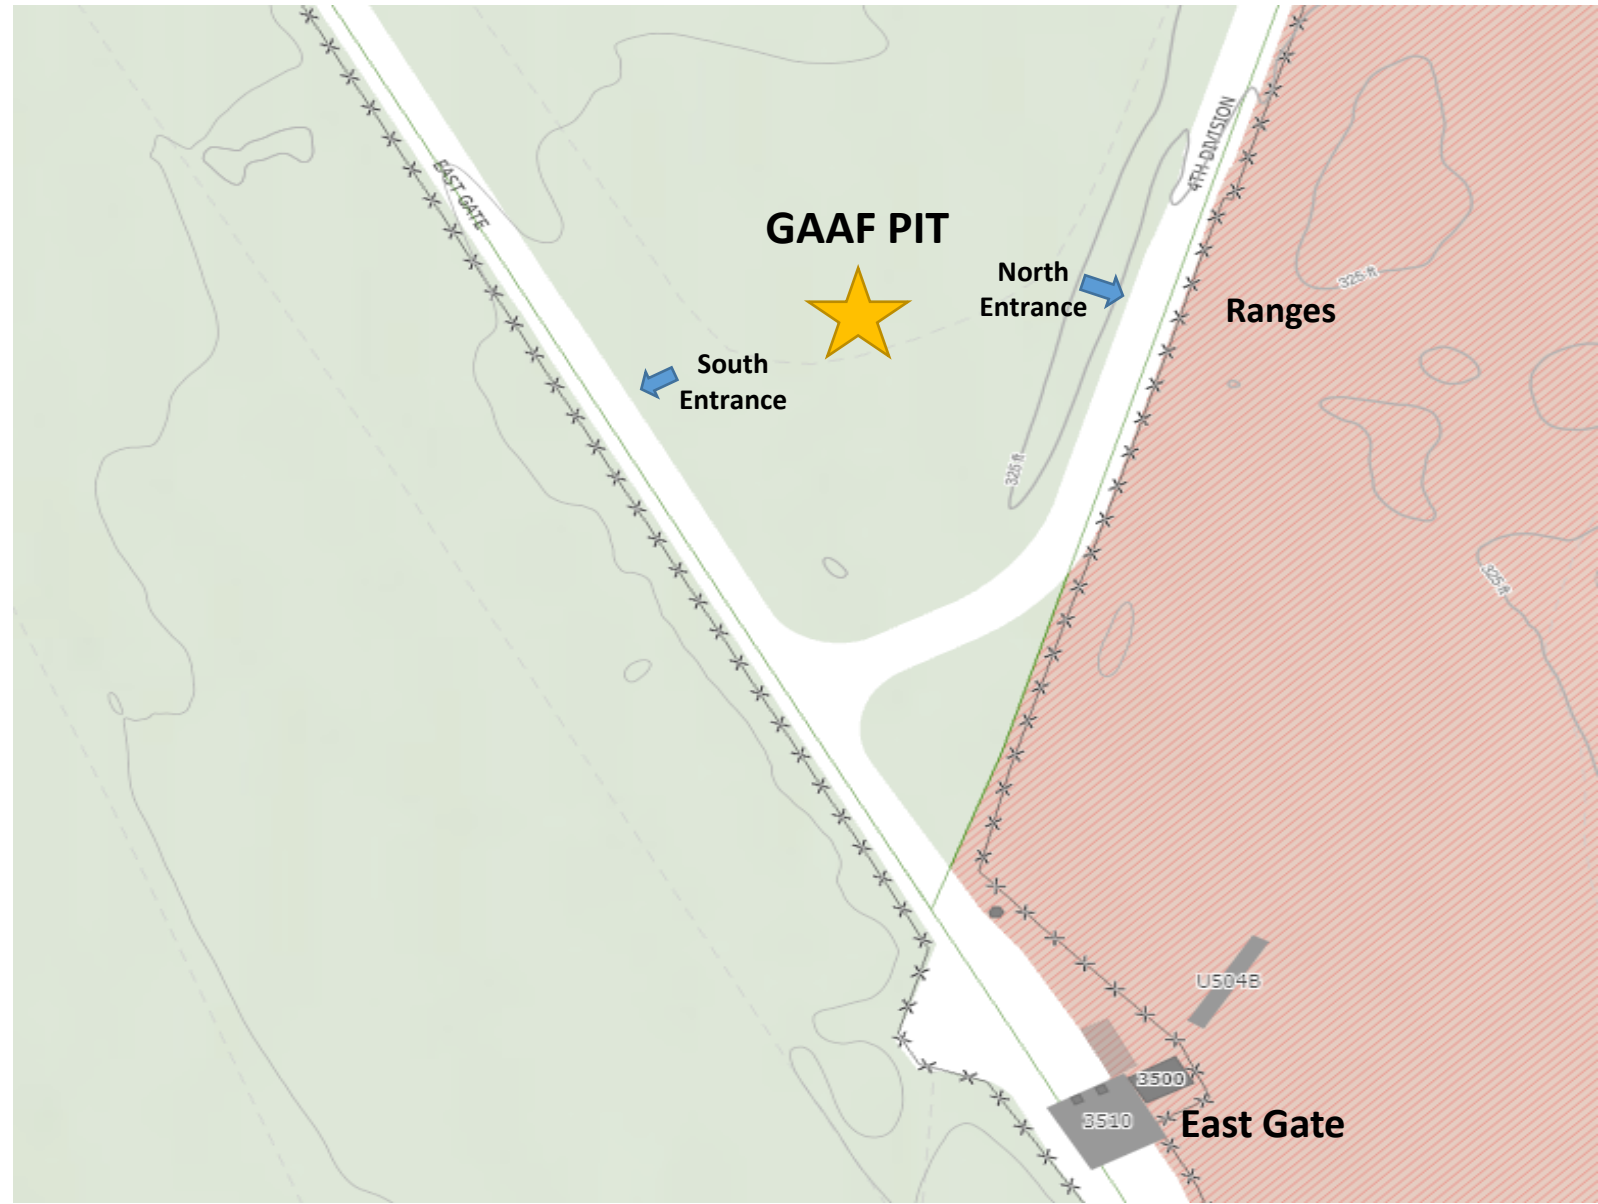 4TH DIVISION
EAST GATE
GAAF PIT
North
Entrance
325 ft
Ranges
South
Entrance
325 ft
325 ft
U504B
3500
3510
East Gate